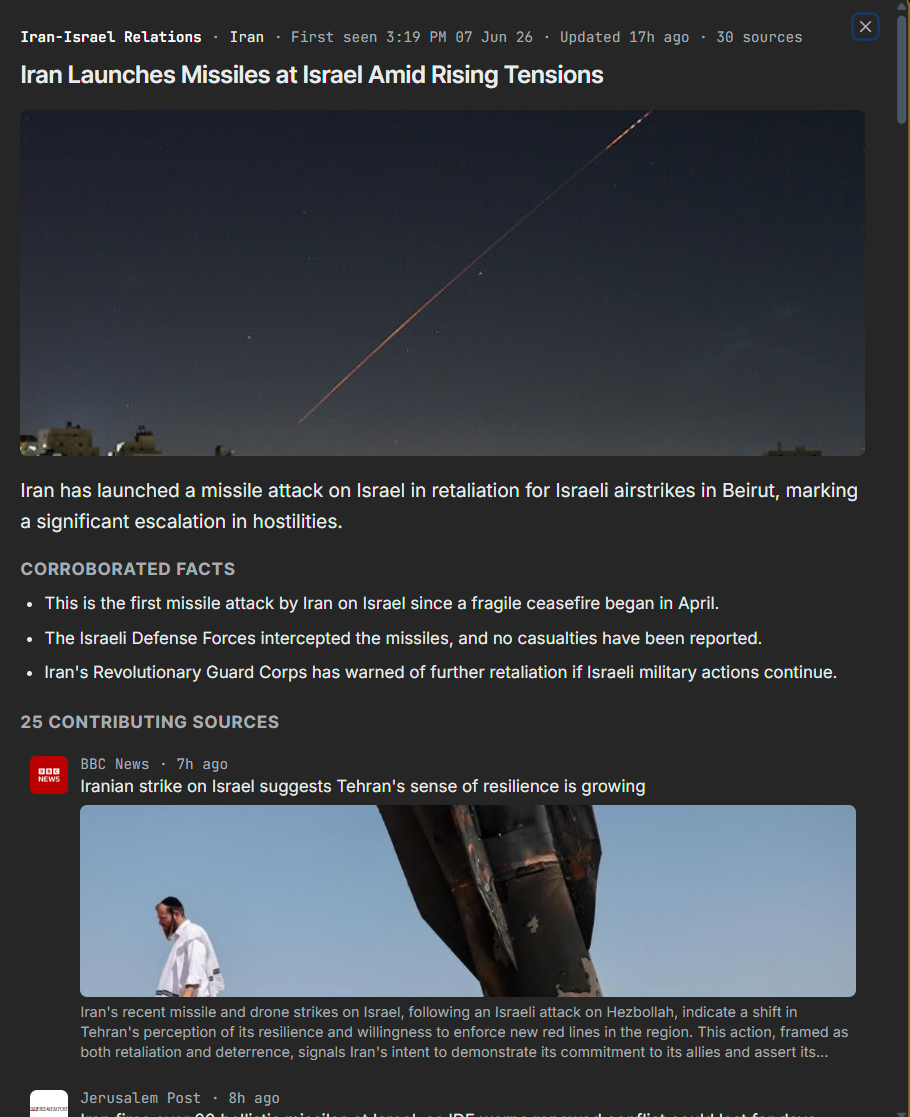 Iran-Israel Relations · Iran · First seen 3:19 PM 07 Jun 26 · Updated 17h ago · 30 sources
Iran Launches Missiles at Israel Amid Rising Tensions
Iran has launched a missile attack on Israel in retaliation for Israeli airstrikes in Beirut, marking
a significant escalation in hostilities.
CORROBORATED FACTS
• This is the first missile attack by Iran on Israel since a fragile ceasefire began in April.
• The Israeli Defense Forces intercepted the missiles, and no casualties have been reported.
• Iran's Revolutionary Guard Corps has warned of further retaliation if Israeli military actions continue.
25 CONTRIBUTING SOURCES
BBC NEWS
BBC News · 7h ago
Iranian strike on Israel suggests Tehran's sense of resilience is growing
Iran's recent missile and drone strikes on Israel, following an Israeli attack on Hezbollah, indicate a shift in
Tehran's perception of its resilience and willingness to enforce new red lines in the region. This action, framed as
both retaliation and deterrence, signals Iran's intent to demonstrate its commitment to its allies and assert its...
Jerusalem Post · 8h ago